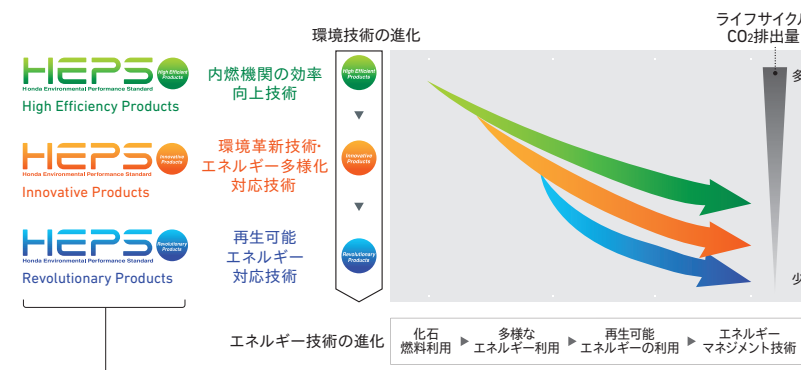 ライフサイクル
CO2排出量
環境技術の進化
多
HEPS
High Efficient
Products
Honda Environmental Performance Standard
High Efficiency Products
内燃機関の効率
向上技術
High Efficient
Products
HEPS
Innovative
Products
Honda Environmental Performance Standard
Innovative Products
環境革新技術・
エネルギー多様化
対応技術
Innovative
Products
HEPS
Revolutionary
Products
Honda Environmental Performance Standard
Revolutionary Products
再生可能
エネルギー
対応技術
Revolutionary
Products
少
エネルギー技術の進化
化石
燃料利用
多様な
エネルギー利用
再生可能
エネルギーの利用
エネルギー
マネジメント技術